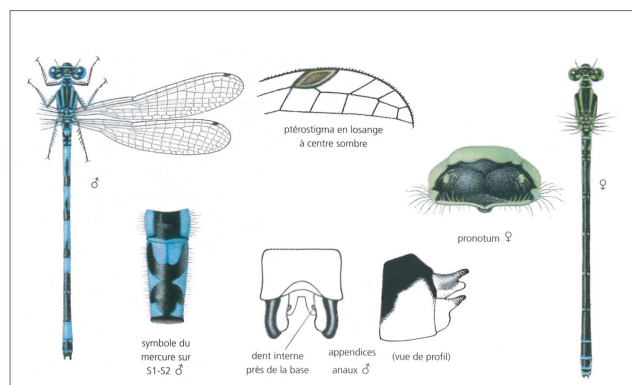 ptérostigma en losange
à centre sombre
♂
♀
pronotum ♀
symbole du
mercure sur
S1-S2 ♂
dent interne
près de la base
appendices
anaux ♂
(vue de profil)